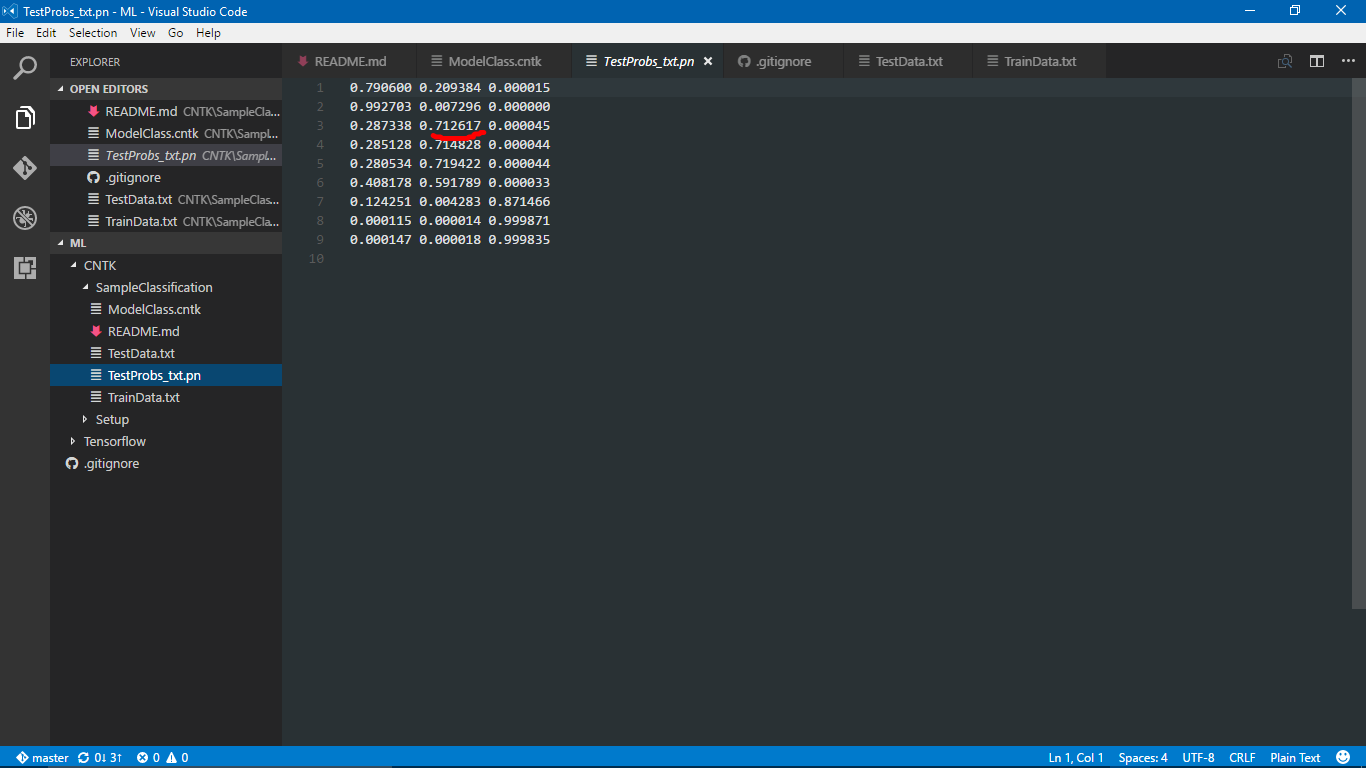 TestProbs_txt.pn - ML - Visual Studio Code
File Edit Selection View Go Help
EXPLORER
README.md ModelClass.cntk TestProbs_txt.pn .gitignore TestData.txt TrainData.txt
OPEN EDITORS
README.md CNTK\SampleCla...
ModelClass.cntk CNTK\Sampl...
TestProbs_txt.pn CNTK\Sampl...
.gitignore
TestData.txt CNTK\SampleClas...
TrainData.txt CNTK\SampleCla...
ML
CNTK
SampleClassification
ModelClass.cntk
README.md
TestData.txt
TestProbs_txt.pn
TrainData.txt
Setup
Tensorflow
.gitignore
1 0.790600 0.209384 0.000015
2 0.992703 0.007296 0.000000
3 0.287338 0.712617 0.000045
4 0.285128 0.714828 0.000044
5 0.280534 0.719422 0.000044
6 0.408178 0.591789 0.000033
7 0.124251 0.004283 0.871466
8 0.000115 0.000014 0.999871
9 0.000147 0.000018 0.999835
10
master 0↓ 3↑ 0 0 Ln 1, Col 1 Spaces: 4 UTF-8 CRLF Plain Text